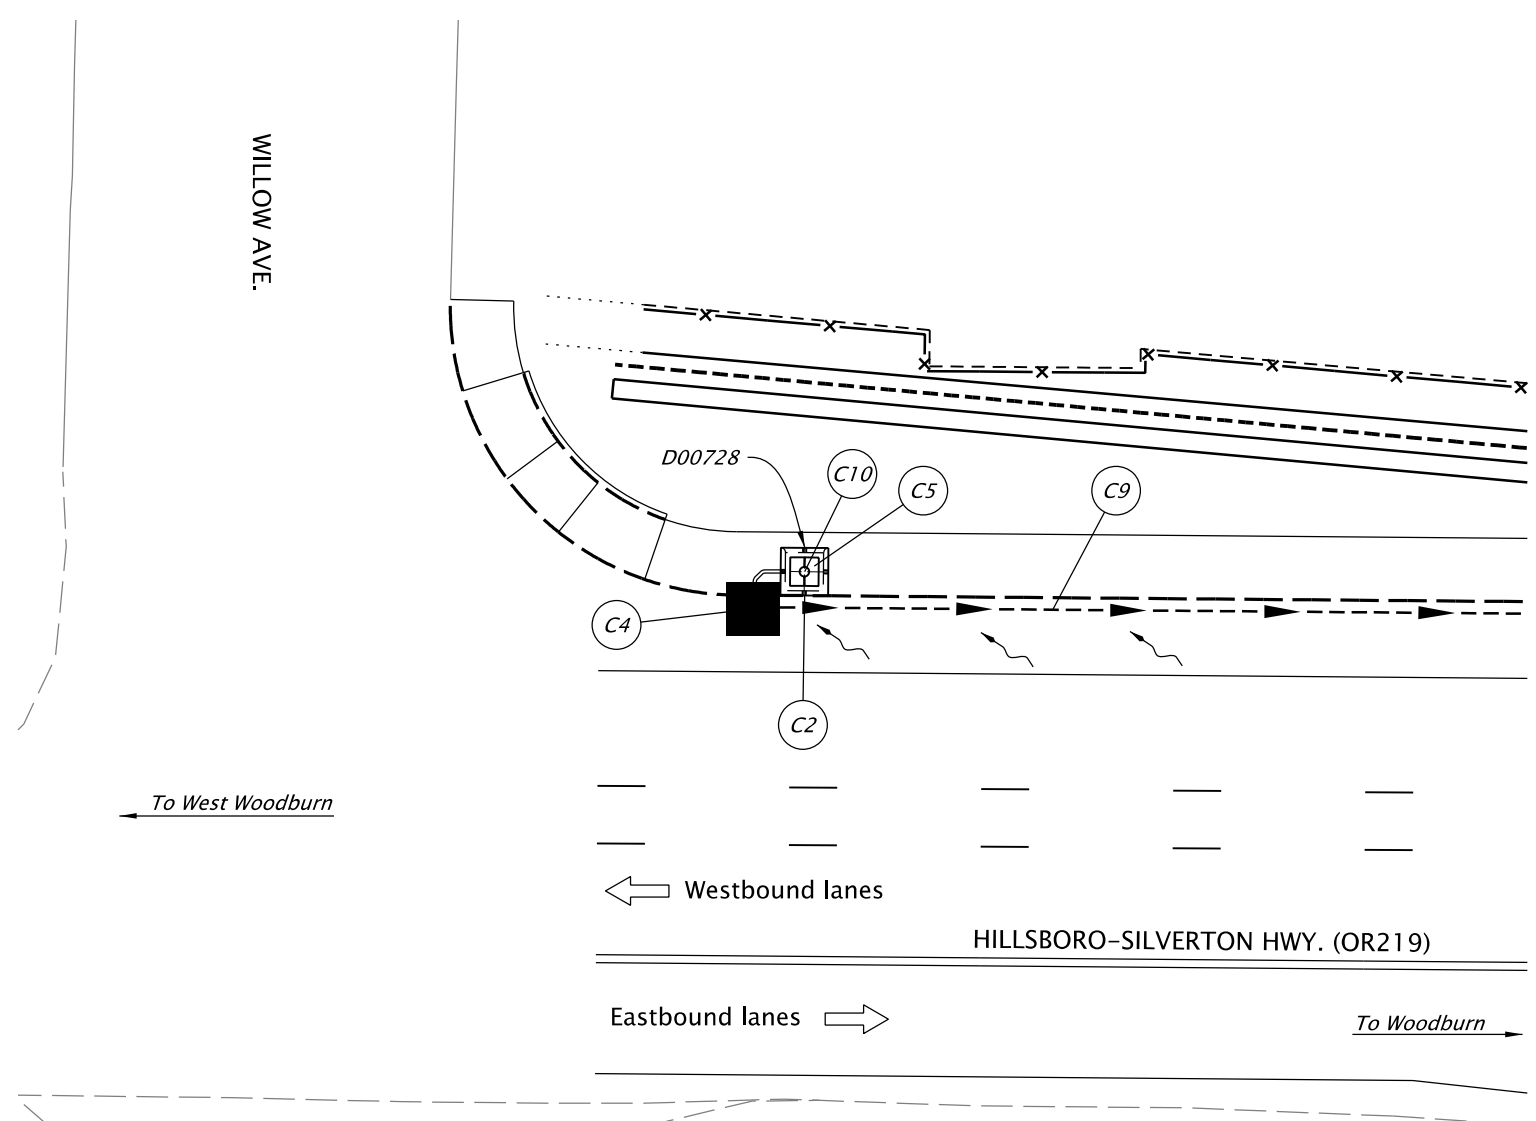 WILLOW AVE.
D00728
C10
C5
C9
C4
C2
To West Woodburn
Westbound lanes
HILLSBORO-SILVERTON HWY. (OR219)
Eastbound lanes
To Woodburn